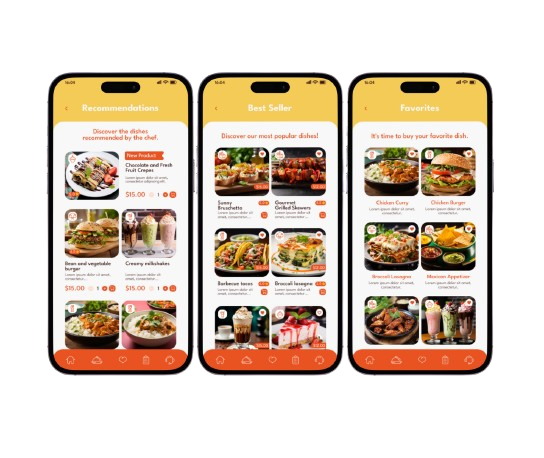 16:04
Recommendations
Discover the dishes
recommended by the chef.
New Product
Chocolate and Fresh
Fruit Crepes
Lorem ipsum dolor sit amet,
consectetur adipiscing elit.
$15.00
1
Bean and vegetable
burger
Lorem ipsum dolor sit amet,
consectetur...
$15.00
1
Creamy milkshakes
Lorem ipsum dolor sit amet,
consectetur...
$15.00
1
16:04
Best Seller
Discover our most popular dishes!
Sunny
Bruschetta
Lorem ipsum dolor sit
amet, consectetur...
Gourmet
Grilled Skewers
Lorem ipsum dolor sit
amet, consectetur...
Barbecue tacos
Lorem ipsum dolor sit
amet, consectetur...
Broccoli lasagna
Lorem ipsum dolor sit
amet, consectetur...
16:04
Favorites
It's time to buy your favorite dish.
Chicken Curry
Lorem ipsum dolor sit amet,
consectetur...
Chicken Burger
Lorem ipsum dolor sit amet,
consectetur...
Broccoli Lasagna
Lorem ipsum dolor sit amet,
consectetur...
Mexican Appetizer
Lorem ipsum dolor sit amet,
consectetur...